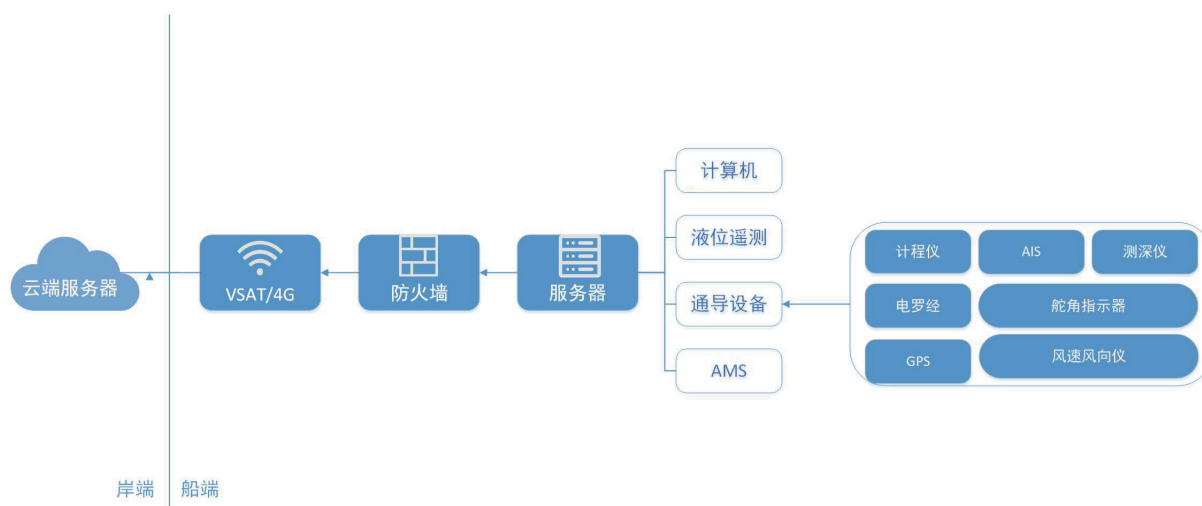 云端服务器
VSAT/4G
防火墙
服务器
计算机
液位遥测
通导设备
AMS
计程仪
AIS
测深仪
电罗经
舵角指示器
GPS
风速风向仪
岸端
船端